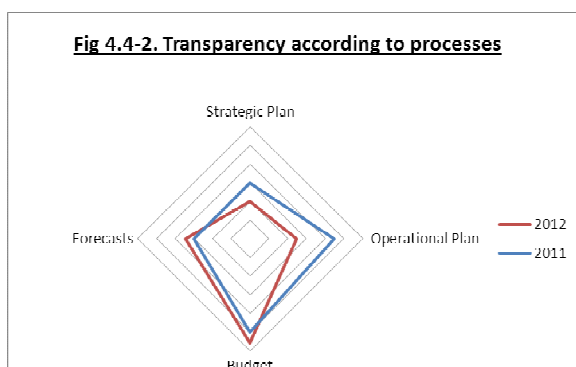 Fig 4.4-2. Transparency according to processes
Strategic Plan
Forecasts
Operational Plan
2012
2011
Budget